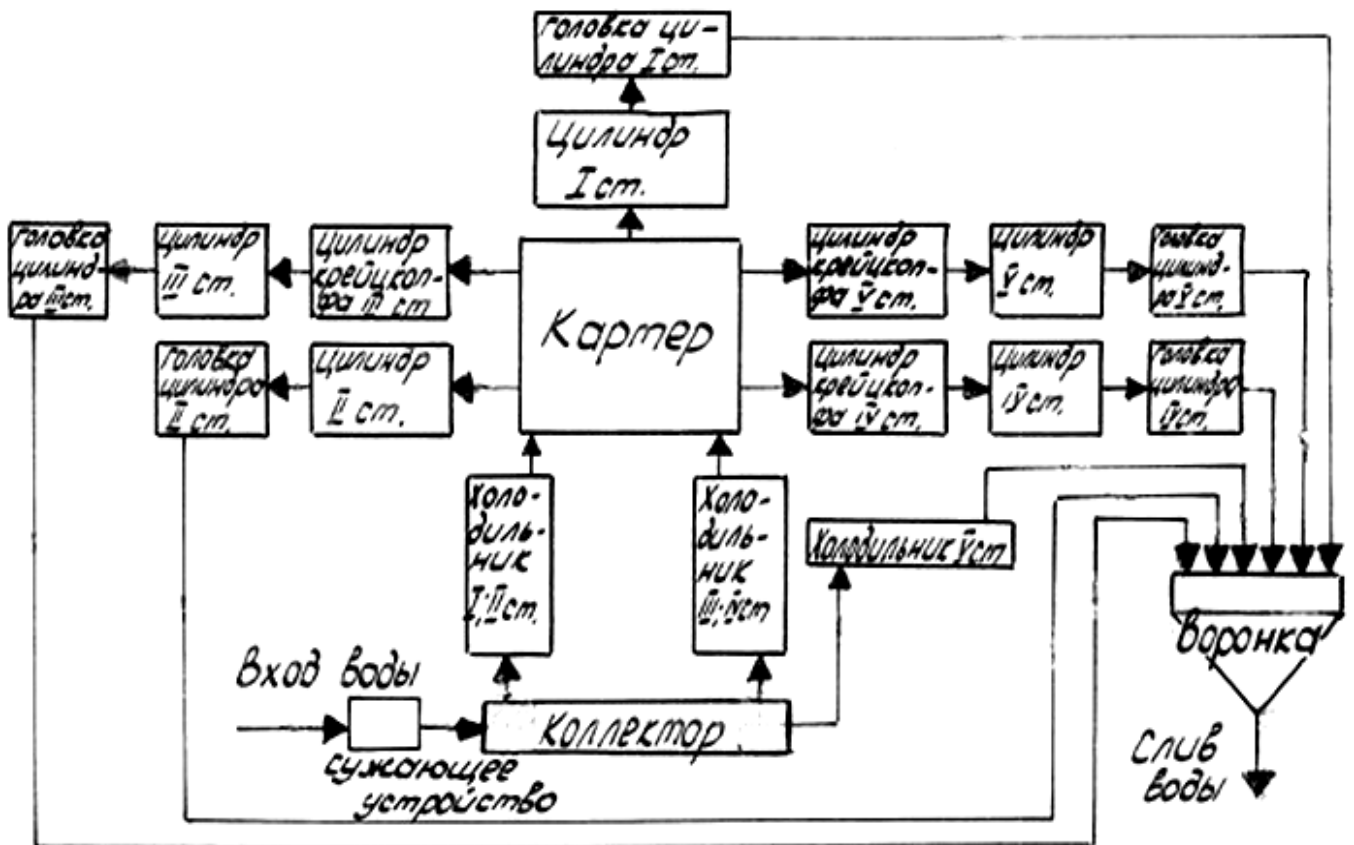 Головка ци-
линдра I ст.
Цилиндр
I ст.
Головка
цилинд-
ра III ст.
Цилиндр
III ст.
Цилиндр
крейцкоп-
фа III ст
Картер
Цилиндр
крейцкоп-
фа V ст.
Цилиндр
V ст.
Головка
цилинд-
ра V ст.
Головка
цилиндра
II ст.
Цилиндр
II ст.
Цилиндр
крейцкоп-
фа IV ст.
Цилиндр
IV ст.
Головка
цилиндра
IV ст.
Холо-
диль-
ник
I; II ст.
Холо-
диль-
ник
III; IV ст
Холодильник V ст
Воронка
Вход воды
Коллектор
сужающее
устройство
Слив
воды